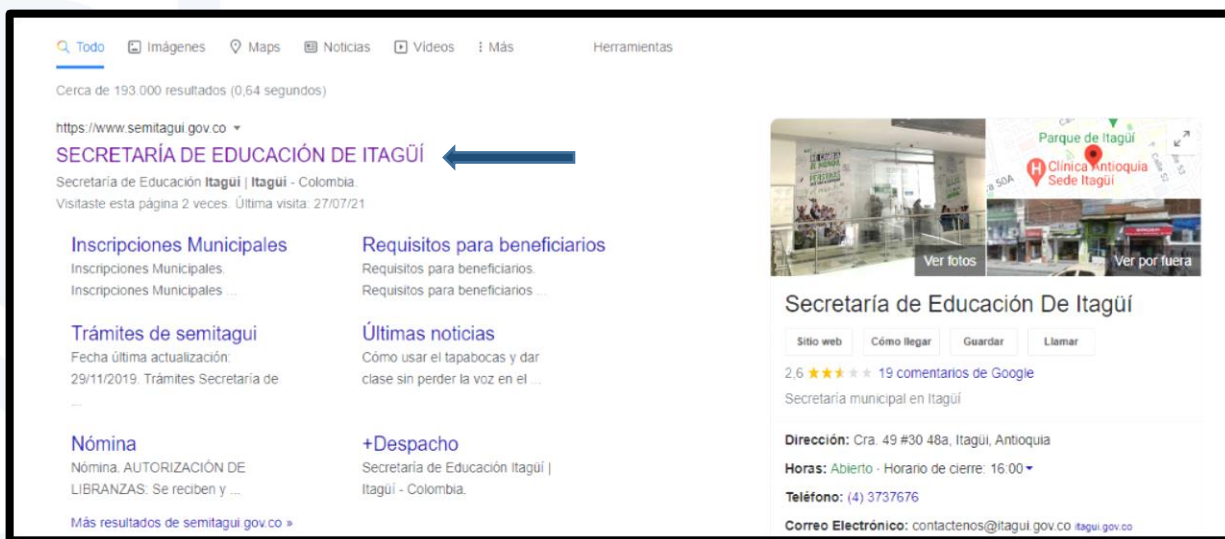 Todo Imágenes Maps Noticias Vídeos Más Herramientas
Cerca de 193.000 resultados (0,64 segundos)
https://www.semitagui.gov.co
SECRETARÍA DE EDUCACIÓN DE ITAGÜÍ
Secretaría de Educación Itagüí | Itagüí - Colombia.
Visitaste esta página 2 veces. Última visita: 27/07/21
Inscripciones Municipales
Inscripciones Municipales.
Inscripciones Municipales ...
Requisitos para beneficiarios
Requisitos para beneficiarios.
Requisitos para beneficiarios ...
Trámites de semitagui
Fecha última actualización:
29/11/2019. Trámites Secretaría de
...
Últimas noticias
Cómo usar el tapabocas y dar
clase sin perder la voz en el ...
Nómina
Nómina. AUTORIZACIÓN DE
LIBRANZAS: Se reciben y ...
+Despacho
Secretaría de Educación Itagüí |
Itagüí - Colombia.
Más resultados de semitagui.gov.co »
Parque de Itagüí
Clínica Antioquia
Sede Itagüí
50A
Ver fotos
Ver por fuera
Secretaría de Educación De Itagüí
Sitio web Cómo llegar Guardar Llamar
2,6 19 comentarios de Google
Secretaría municipal en Itagüí
Dirección: Cra. 49 #30 48a, Itagüi, Antioquia
Horas: Abierto · Horario de cierre: 16:00
Teléfono: (4) 3737676
Correo Electrónico: contactenos@itagui.gov.co itagui.gov.co